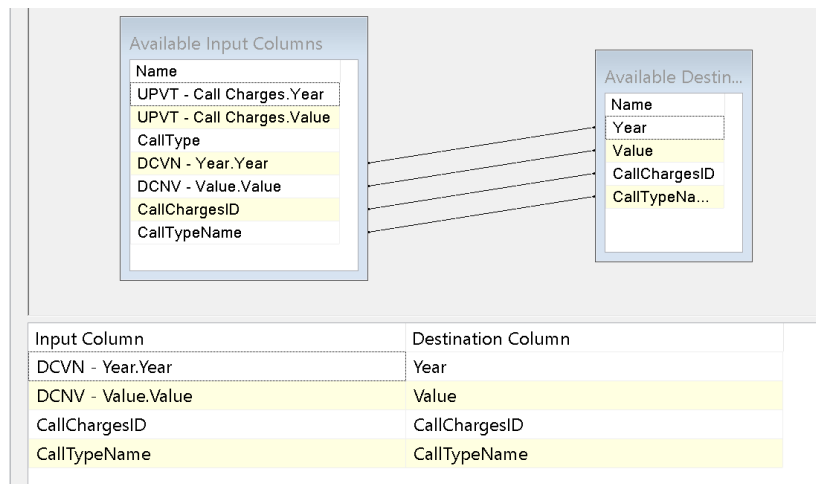 Available Input Columns
Name
UPVT - Call Charges.Year
UPVT - Call Charges.Value
CallType
DCVN - Year.Year
DCNV - Value.Value
CallChargesID
CallTypeName
Available Destin...
Name
Year
Value
CallChargesID
CallTypeNa...
Input Column Destination Column
DCVN - Year.Year Year
DCNV - Value.Value Value
CallChargesID CallChargesID
CallTypeName CallTypeName